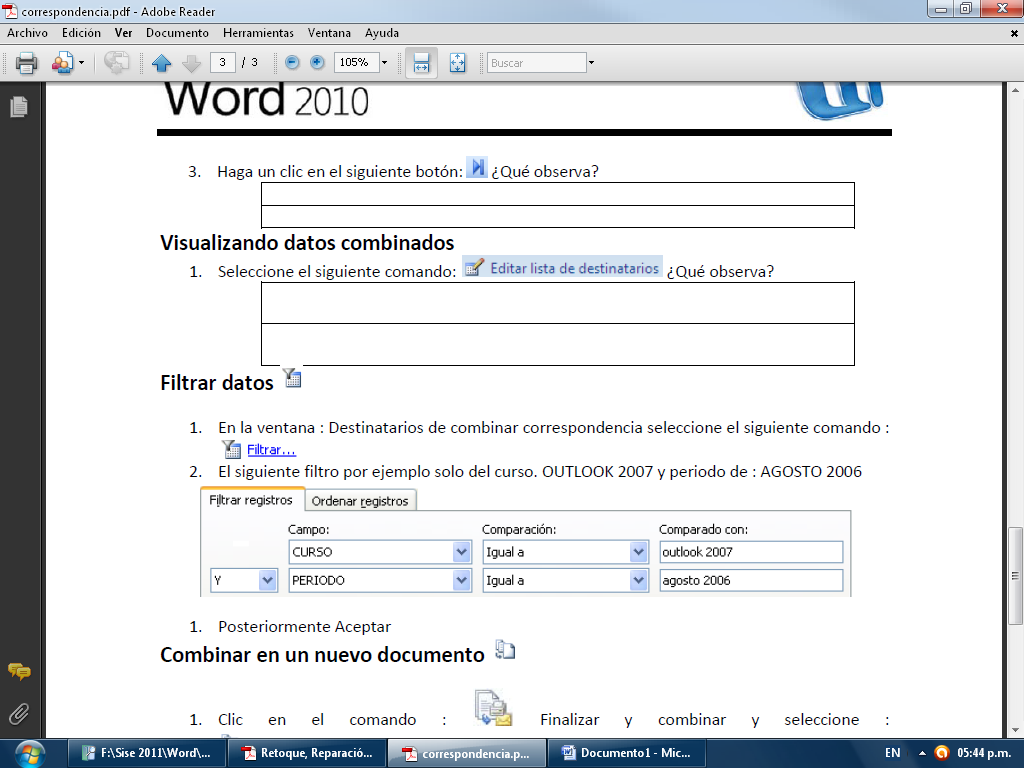 correspondencia.pdf - Adobe Reader
Archivo Edición Ver Documento Herramientas Ventana Ayuda
3 / 3 105% Buscar
Word 2010
3. Haga un clic en el siguiente botón: ¿Qué observa?
Visualizando datos combinados
1. Seleccione el siguiente comando: Editar lista de destinatarios ¿Qué observa?
Filtrar datos
1. En la ventana : Destinatarios de combinar correspondencia seleccione el siguiente comando :
Filtrar...
2. El siguiente filtro por ejemplo solo del curso. OUTLOOK 2007 y periodo de : AGOSTO 2006
Filtrar registros Ordenar registros
Campo: Comparación: Comparado con:
CURSO Igual a outlook 2007
Y PERIODO Igual a agosto 2006
1. Posteriormente Aceptar
Combinar en un nuevo documento
1. Clic en el comando : Finalizar y combinar y seleccione :
F:\Sise 2011\Word\... Retoque, Reparació... correspondencia.p... Documento1 - Mic... EN 05:44 p.m.